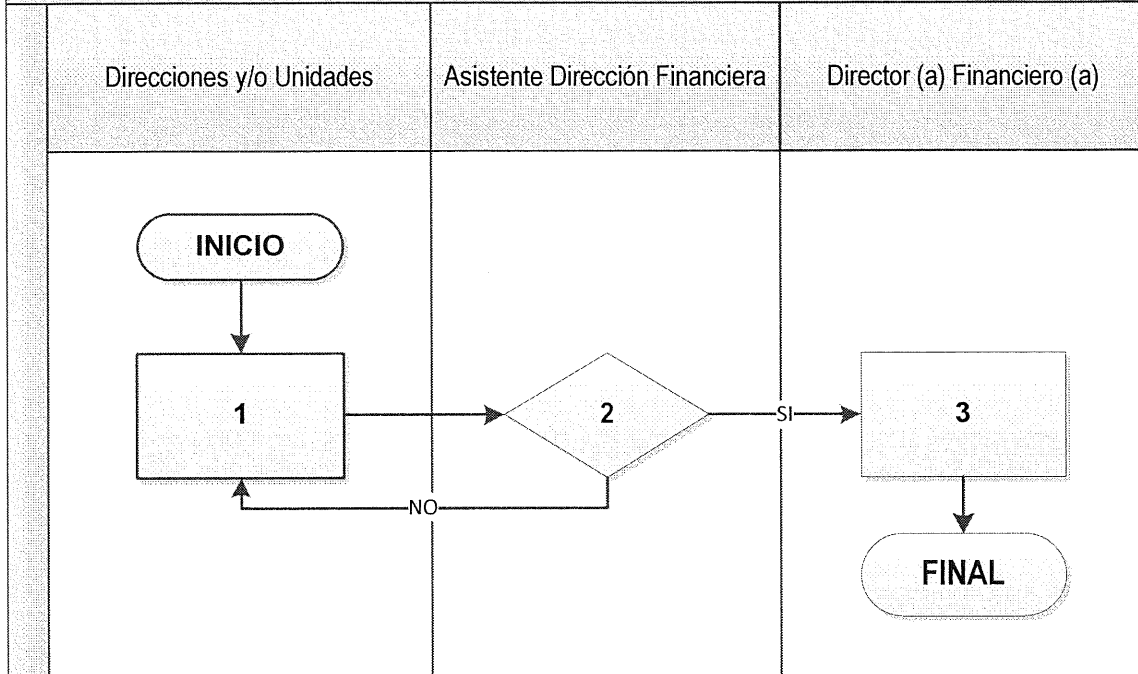 Direcciones y/o Unidades
Asistente Dirección Financiera
Director (a) Financiero (a)
INICIO
1
2
SI
3
NO
FINAL